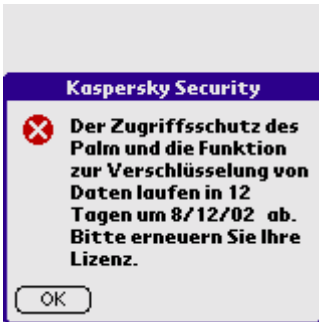 Kaspersky Security
Der Zugriffsschutz des
Palm und die Funktion
zur Verschlüsselung von
Daten laufen in 12
Tagen um 8/12/02 ab.
Bitte erneuern Sie Ihre
Lizenz.
OK